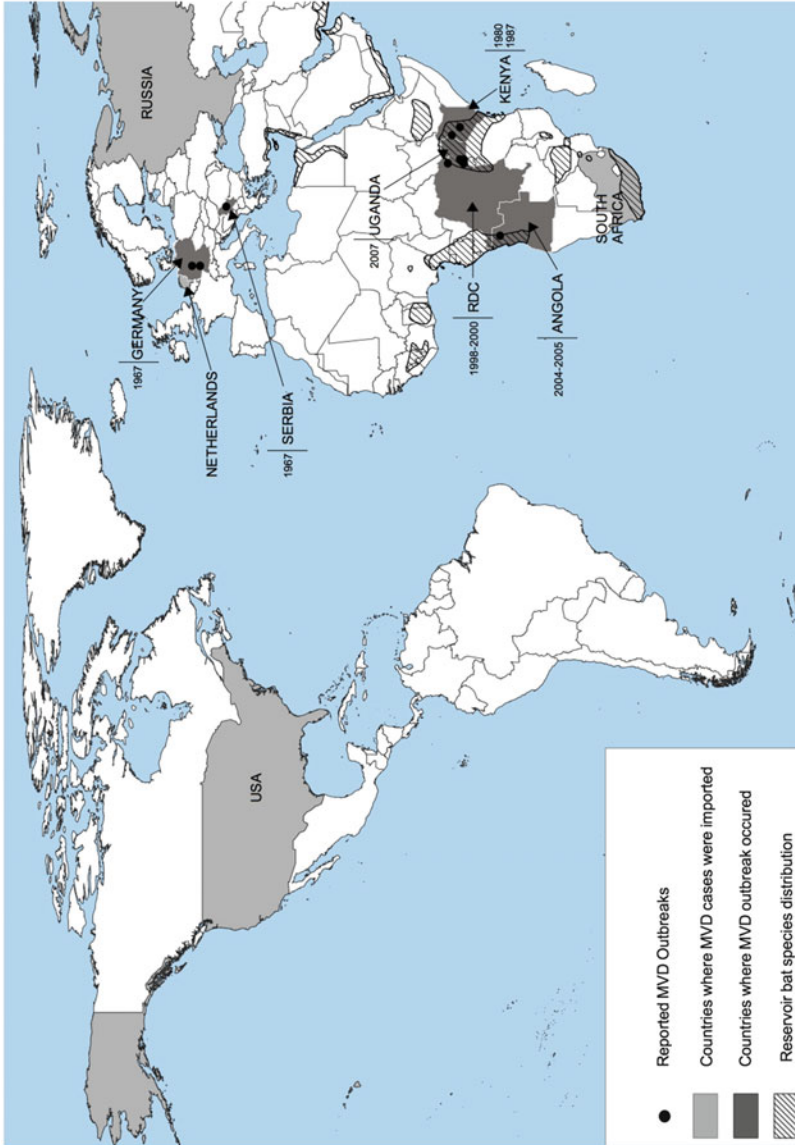 RUSSIA
1967
GERMANY
NETHERLANDS
1967
SERBIA
USA
2007
UGANDA
KENYA
1980
1987
1998-2000
RDC
2004-2005
ANGOLA
SOUTH
AFRICA
Reported MVD Outbreaks
Countries where MVD cases were imported
Countries where MVD outbreak occured
Reservoir bat species distribution